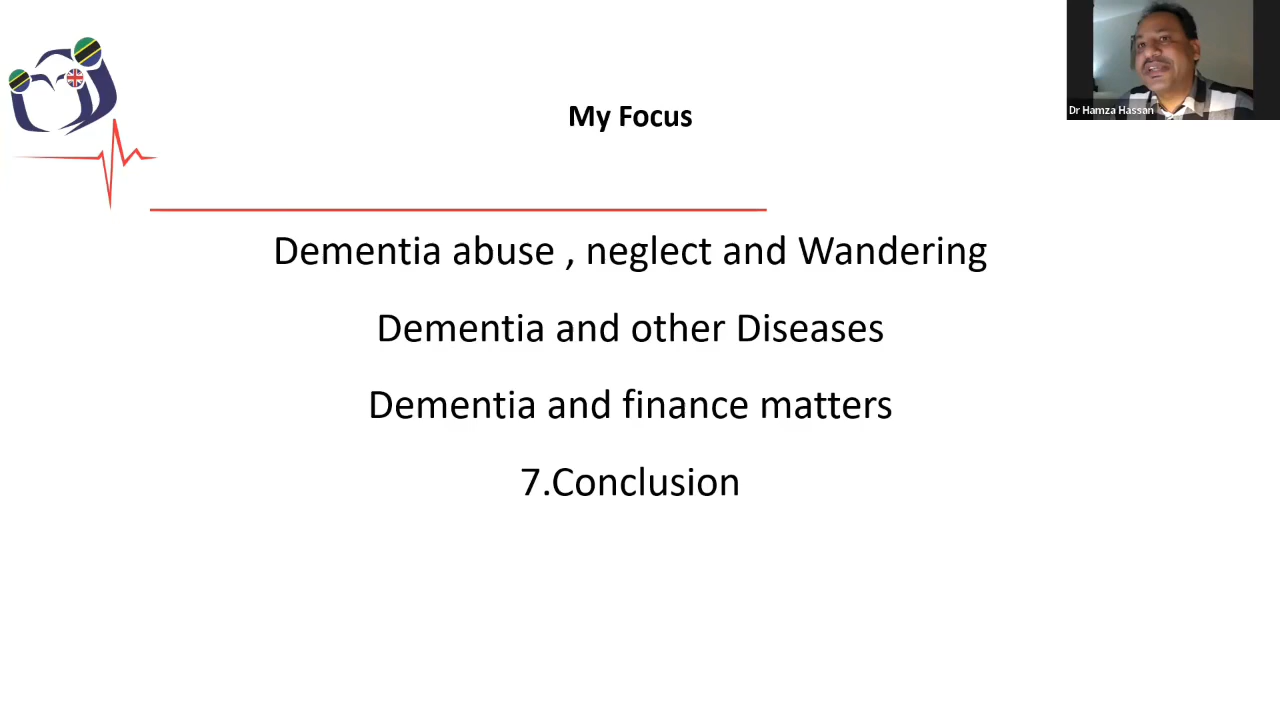 My Focus
Dr Hamza Hassan
Dementia abuse , neglect and Wandering
Dementia and other Diseases
Dementia and finance matters
7.Conclusion